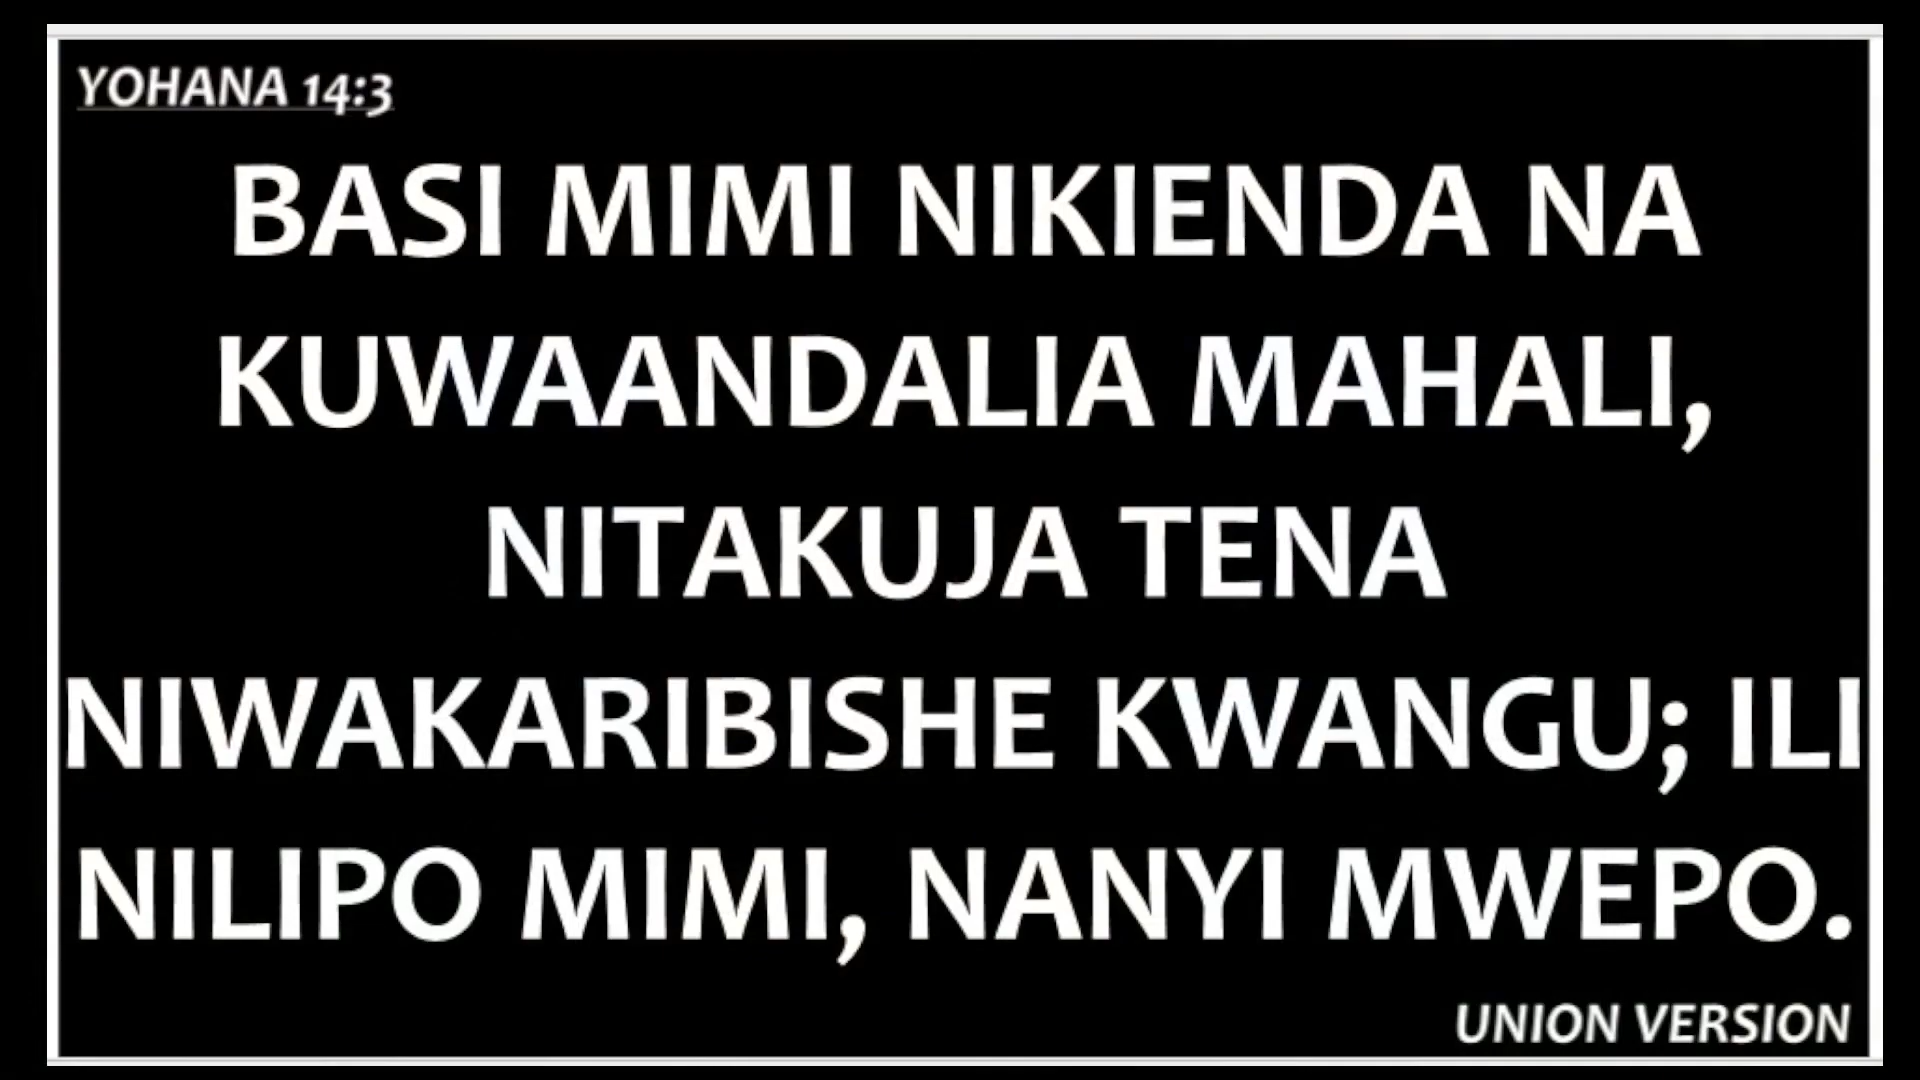 YOHANA 14:3
BASI MIMI NIKIENDA NA
KUWAANDALIA MAHALI,
NITAKUJA TENA
NIWAKARIBISHE KWANGU; ILI
NILIPO MIMI, NANYI MWEPO.
UNION VERSION